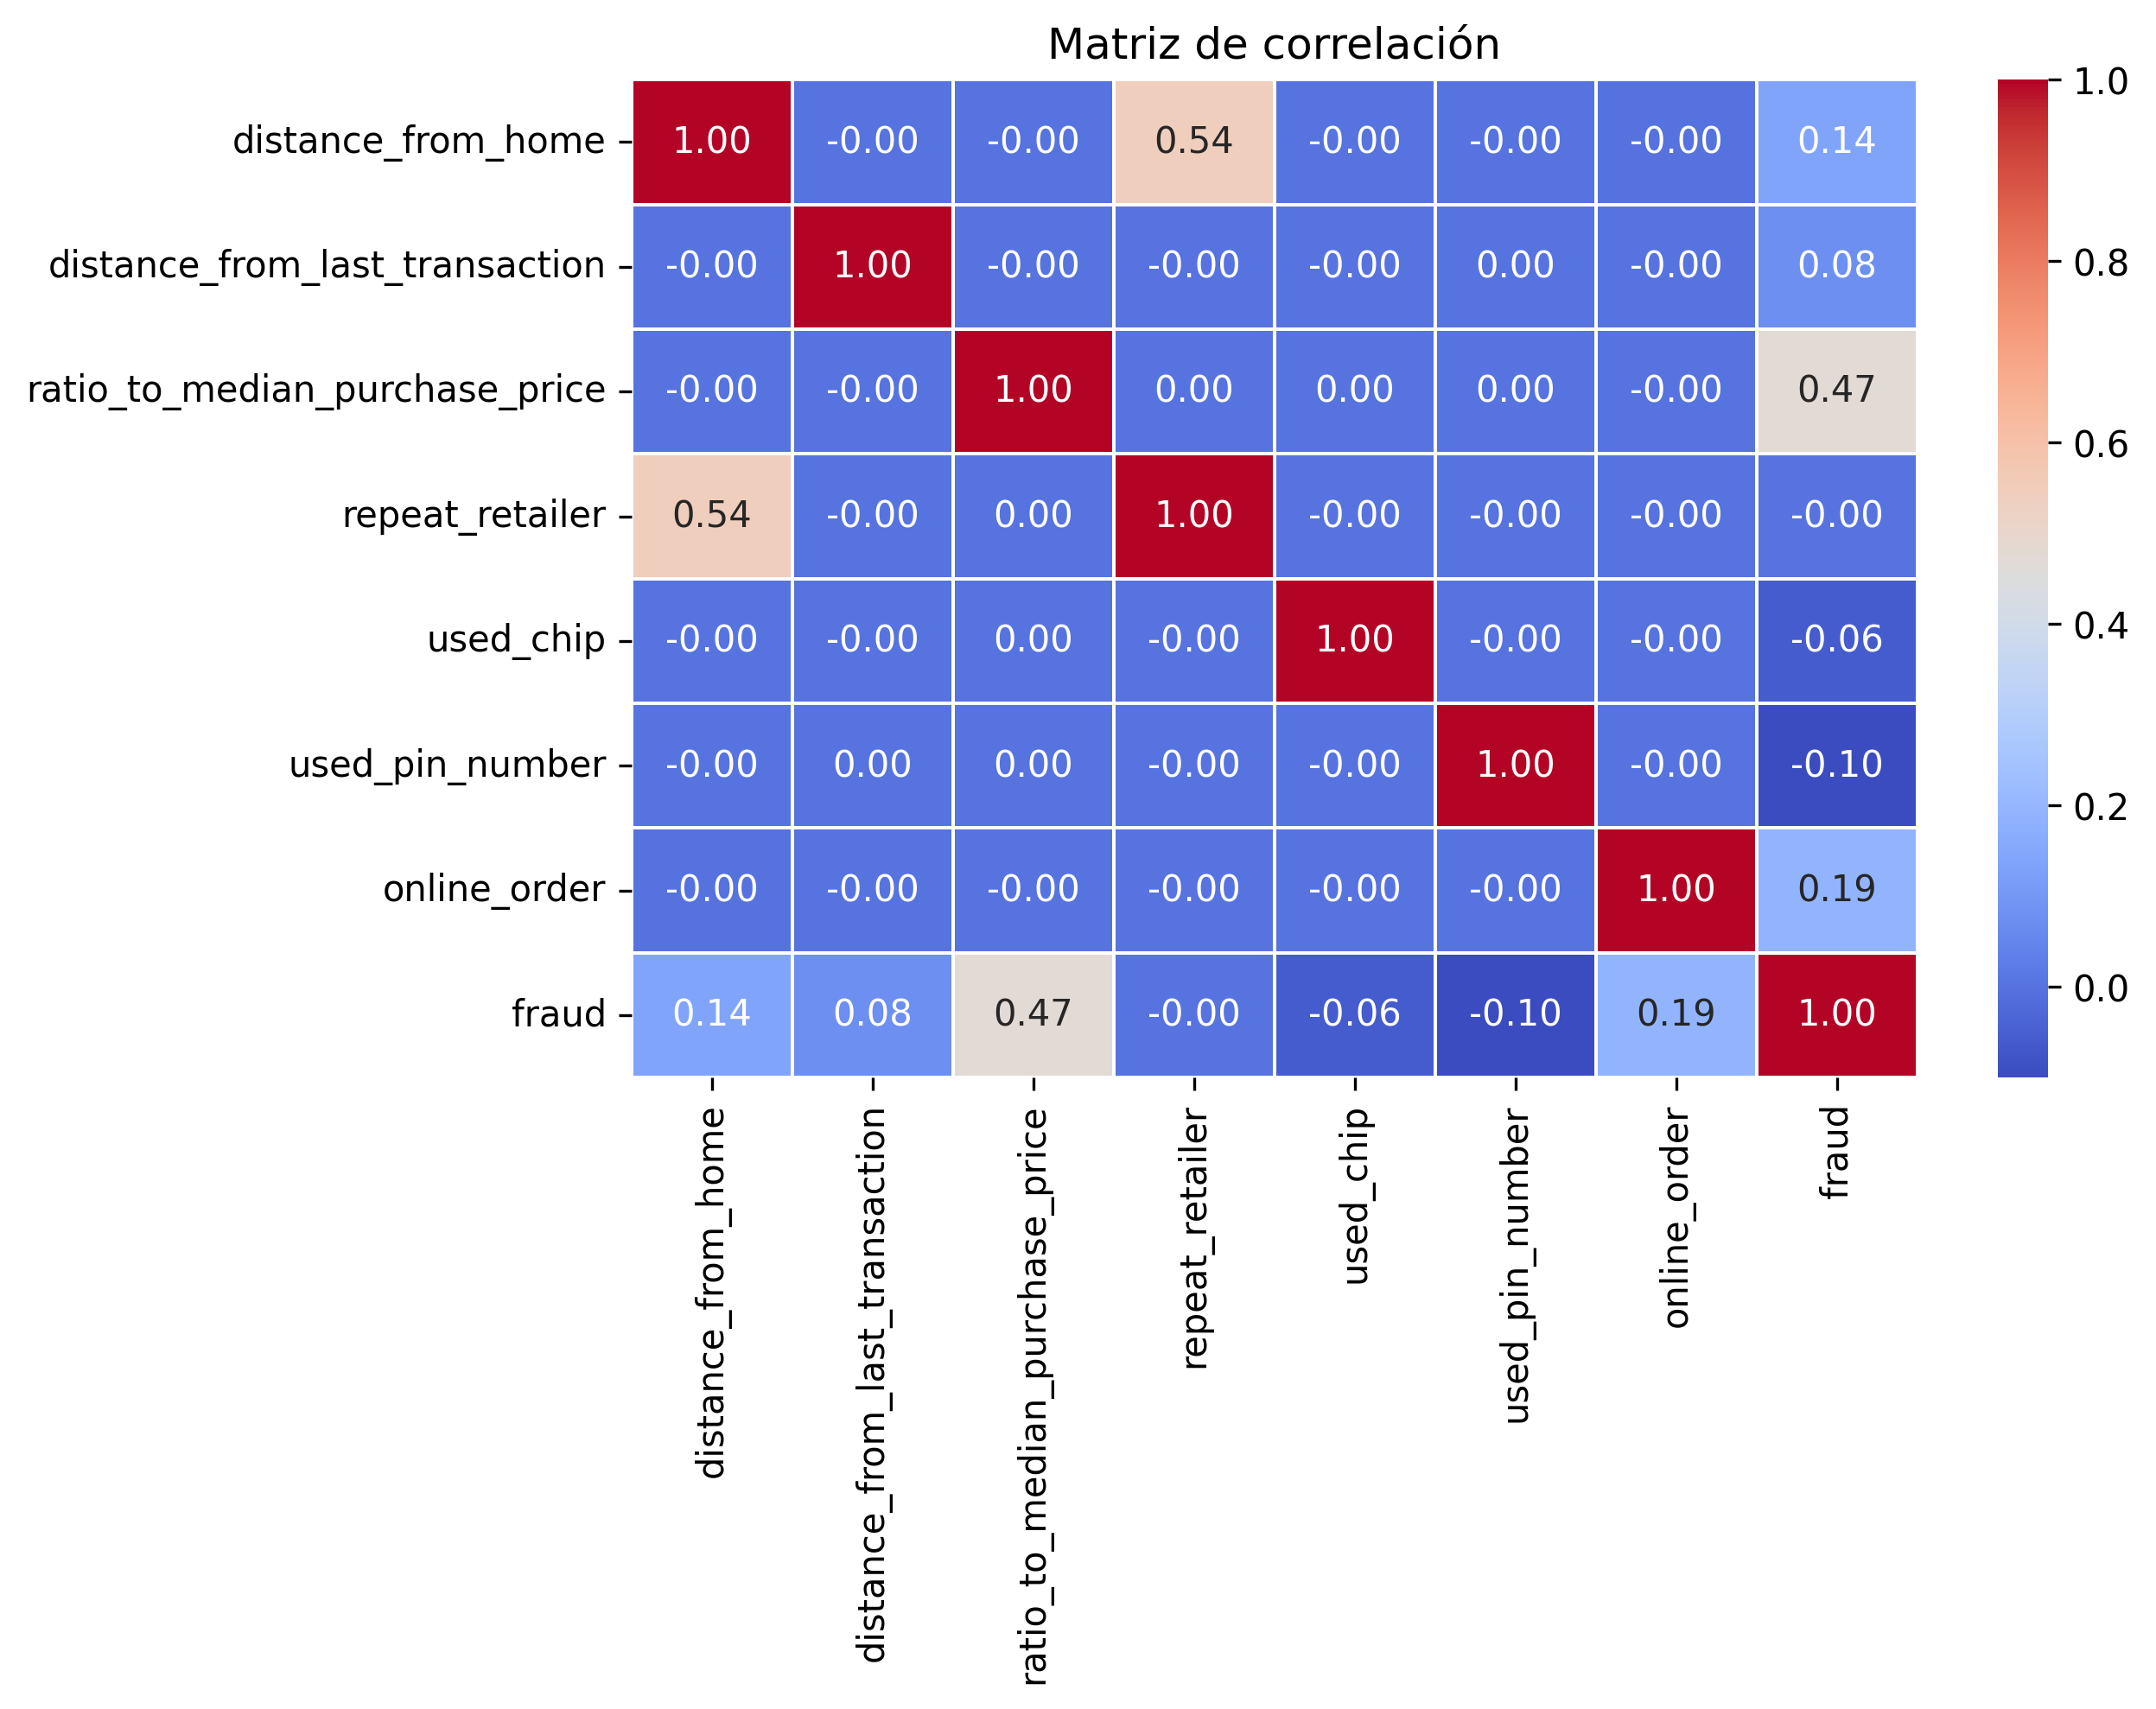 Matriz de correlación
distance_from_home 1.00 -0.00 -0.00 0.54 -0.00 -0.00 -0.00 0.14
distance_from_last_transaction -0.00 1.00 -0.00 -0.00 -0.00 0.00 -0.00 0.08
ratio_to_median_purchase_price -0.00 -0.00 1.00 0.00 0.00 0.00 -0.00 0.47
repeat_retailer 0.54 -0.00 0.00 1.00 -0.00 -0.00 -0.00 -0.00
used_chip -0.00 -0.00 0.00 -0.00 1.00 -0.00 -0.00 -0.06
used_pin_number -0.00 0.00 0.00 -0.00 -0.00 1.00 -0.00 -0.10
online_order -0.00 -0.00 -0.00 -0.00 -0.00 -0.00 1.00 0.19
fraud 0.14 0.08 0.47 -0.00 -0.06 -0.10 0.19 1.00
distance_from_home
distance_from_last_transaction
ratio_to_median_purchase_price
repeat_retailer
used_chip
used_pin_number
online_order
fraud
1.0
0.8
0.6
0.4
0.2
0.0